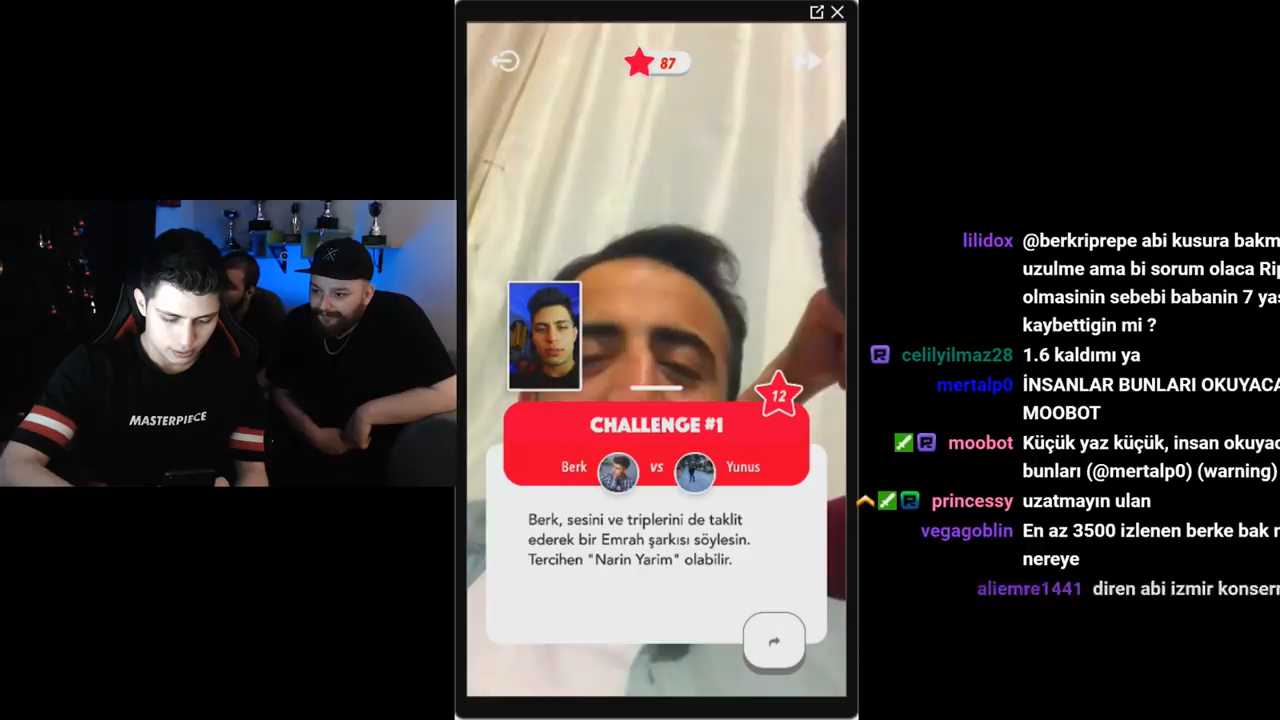 87
12
CHALLENGE #1
Berk vs Yunus
Berk, sesini ve triplerini de taklit
ederek bir Emrah şarkısı söylesin.
Tercihen "Narin Yarim" olabilir.
MASTERPIECE
lilidox @berkriprepe abi kusura bakm
uzulme ama bi sorum olaca Rip
olmasinin sebebi babanin 7 yas
kaybettigin mi ?
celilyilmaz28 1.6 kaldımı ya
mertalp0 İNSANLAR BUNLARI OKUYACA
MOOBOT
moobot Küçük yaz küçük, insan okuyac
bunları (@mertalp0) (warning)
princessy uzatmayın ulan
vegagoblin En az 3500 izlenen berke bak
nereye
aliemre1441 diren abi izmir konser